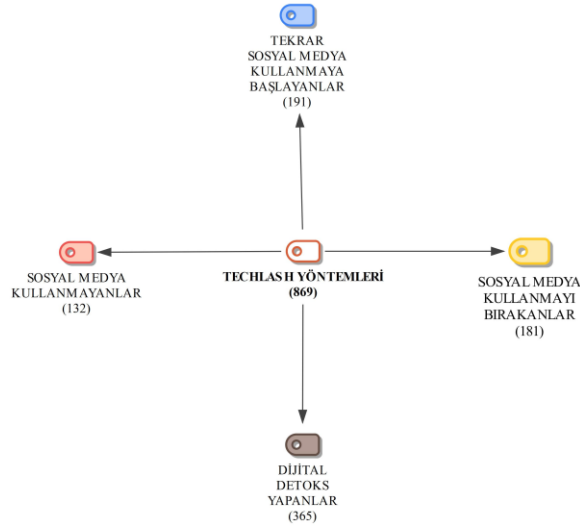 TEKRAR
SOSYAL MEDYA
KULLANMAYA
BAŞLAYANLAR
(191)
SOSYAL MEDYA
KULLANMAYANLAR
(132)
TECHLASH YÖNTEMLERİ
(869)
SOSYAL MEDYA
KULLANMAYI
BIRAKANLAR
(181)
DİJİTAL
DETOKS
YAPANLAR
(365)